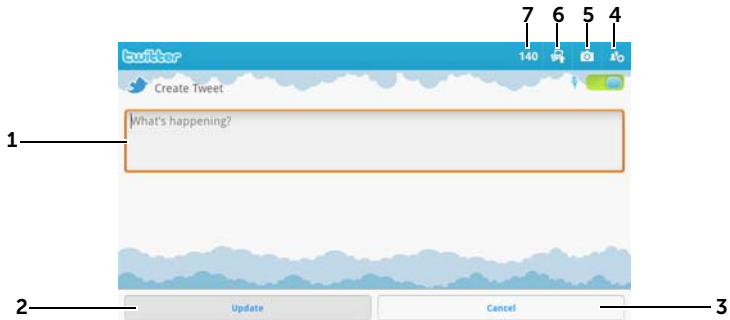 7 6 5 4
twitter 140
Create Tweet
1 What's happening?
2 Update Cancel 3